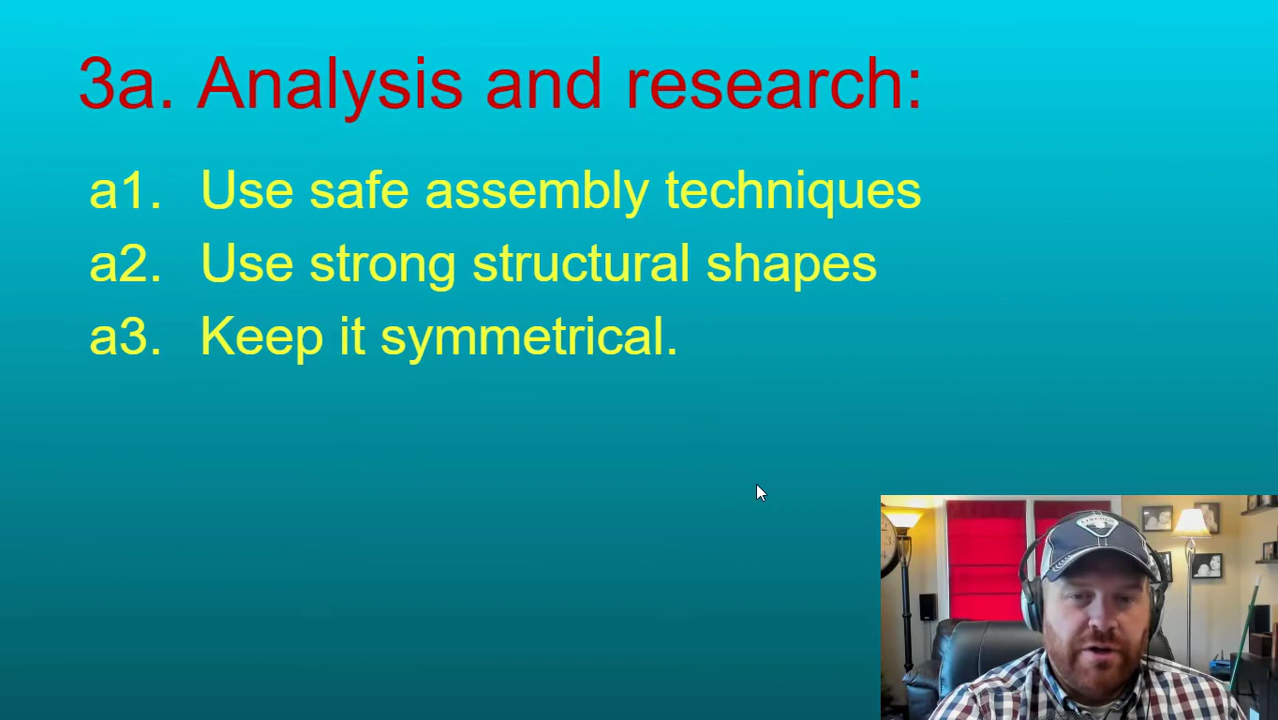 3a. Analysis and research:
a1. Use safe assembly techniques
a2. Use strong structural shapes
a3. Keep it symmetrical.